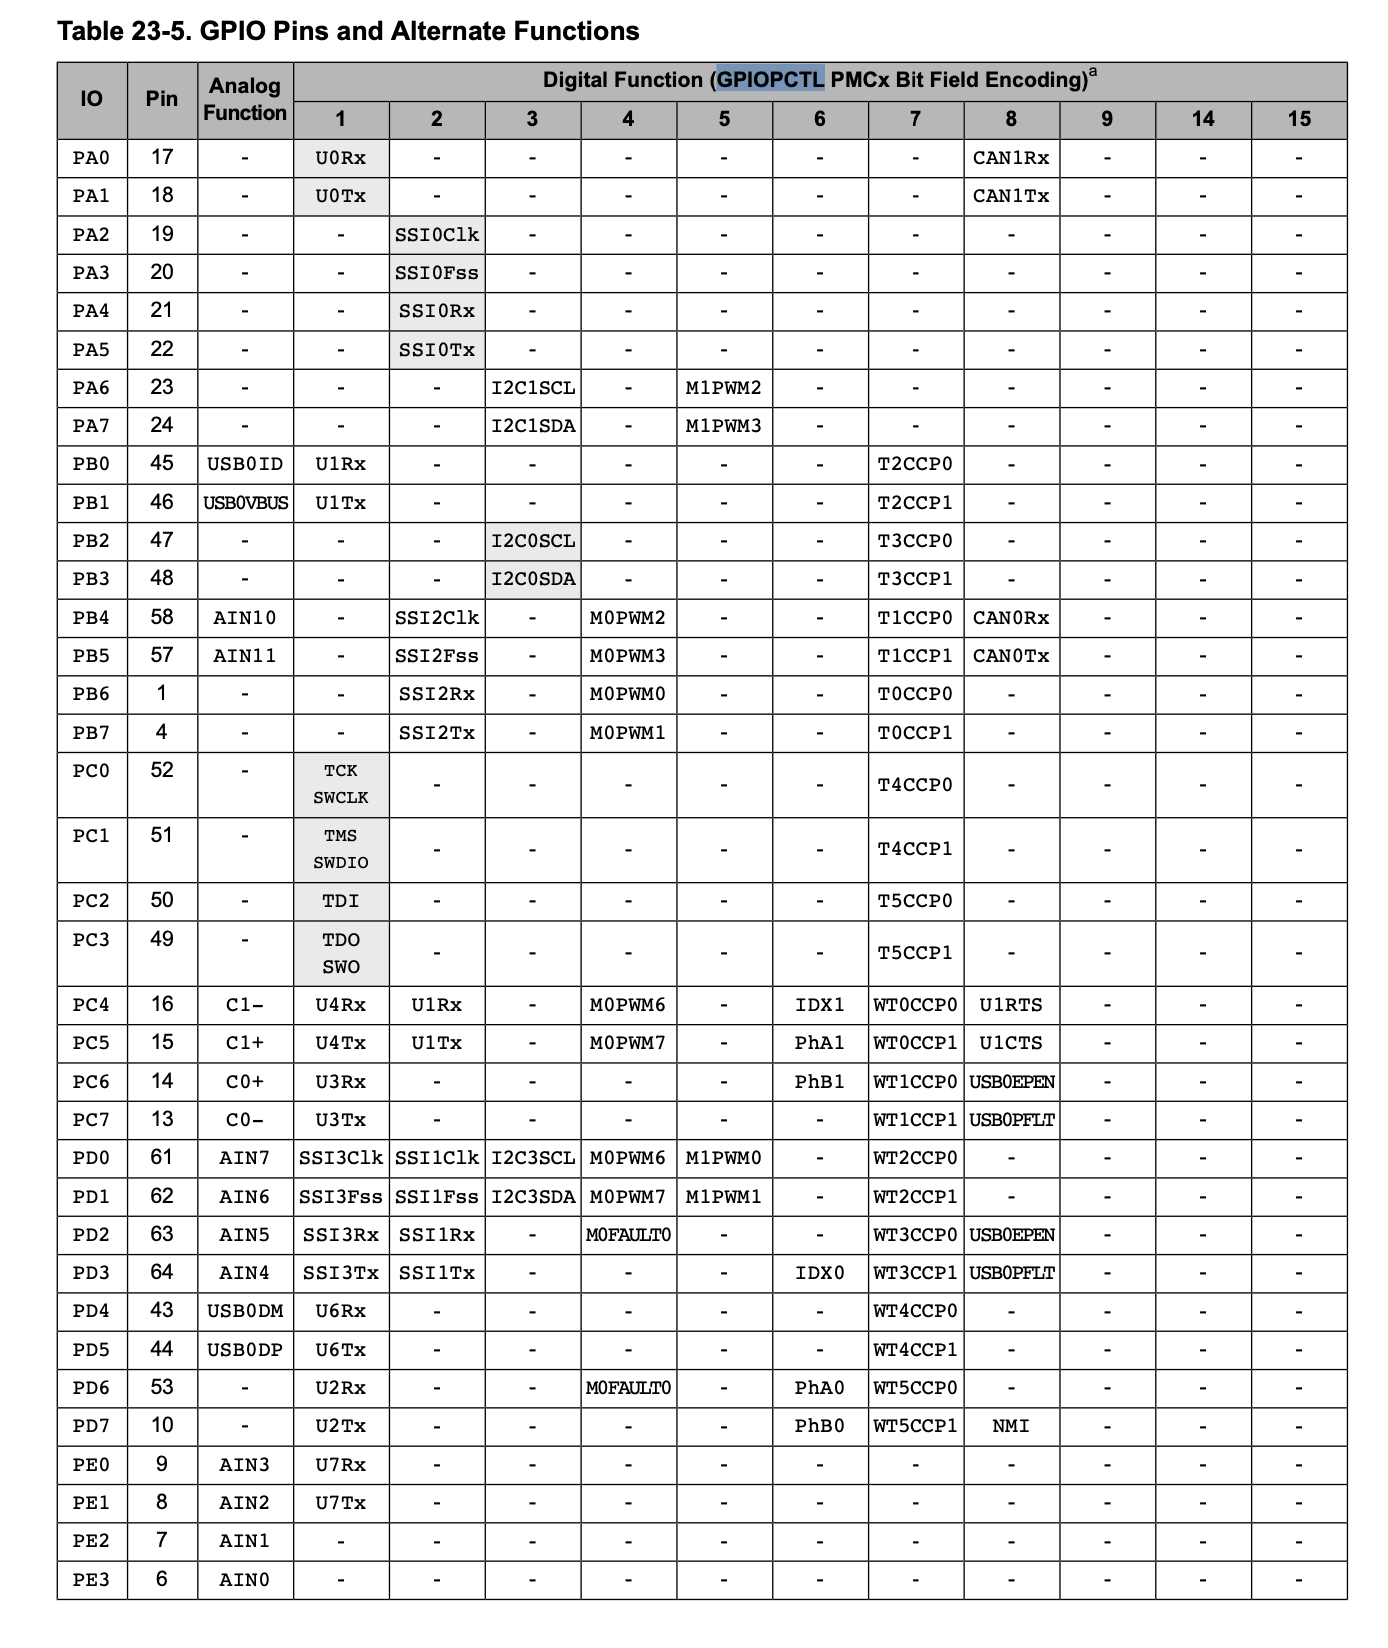 Table 23-5. GPIO Pins and Alternate Functions
IO Pin Analog Function Digital Function (GPIOPCTL PMCx Bit Field Encoding)a
1 2 3 4 5 6 7 8 9 14 15
PA0 17 - U0Rx - - - - - - CAN1Rx - - -
PA1 18 - U0Tx - - - - - - CAN1Tx - - -
PA2 19 - - SSI0Clk - - - - - - - - -
PA3 20 - - SSI0Fss - - - - - - - - -
PA4 21 - - SSI0Rx - - - - - - - - -
PA5 22 - - SSI0Tx - - - - - - - - -
PA6 23 - - - I2C1SCL - M1PWM2 - - - - - -
PA7 24 - - - I2C1SDA - M1PWM3 - - - - - -
PB0 45 USB0ID U1Rx - - - - - T2CCP0 - - - -
PB1 46 USB0VBUS U1Tx - - - - - T2CCP1 - - - -
PB2 47 - - - I2C0SCL - - - T3CCP0 - - - -
PB3 48 - - - I2C0SDA - - - T3CCP1 - - - -
PB4 58 AIN10 - SSI2Clk - M0PWM2 - - T1CCP0 CAN0Rx - - -
PB5 57 AIN11 - SSI2Fss - M0PWM3 - - T1CCP1 CAN0Tx - - -
PB6 1 - - SSI2Rx - M0PWM0 - - T0CCP0 - - - -
PB7 4 - - SSI2Tx - M0PWM1 - - T0CCP1 - - - -
PC0 52 - TCK SWCLK - - - - - T4CCP0 - - - -
PC1 51 - TMS SWDIO - - - - - T4CCP1 - - - -
PC2 50 - TDI - - - - - T5CCP0 - - - -
PC3 49 - TDO SWO - - - - - T5CCP1 - - - -
PC4 16 C1- U4Rx U1Rx - M0PWM6 - IDX1 WT0CCP0 U1RTS - - -
PC5 15 C1+ U4Tx U1Tx - M0PWM7 - PhA1 WT0CCP1 U1CTS - - -
PC6 14 C0+ U3Rx - - - - PhB1 WT1CCP0 USB0EPEN - - -
PC7 13 C0- U3Tx - - - - - WT1CCP1 USB0PFLT - - -
PD0 61 AIN7 SSI3Clk SSI1Clk I2C3SCL M0PWM6 M1PWM0 - WT2CCP0 - - - -
PD1 62 AIN6 SSI3Fss SSI1Fss I2C3SDA M0PWM7 M1PWM1 - WT2CCP1 - - - -
PD2 63 AIN5 SSI3Rx SSI1Rx - M0FAULT0 - - WT3CCP0 USB0EPEN - - -
PD3 64 AIN4 SSI3Tx SSI1Tx - - - IDX0 WT3CCP1 USB0PFLT - - -
PD4 43 USB0DM U6Rx - - - - - WT4CCP0 - - - -
PD5 44 USB0DP U6Tx - - - - - WT4CCP1 - - - -
PD6 53 - U2Rx - - M0FAULT0 - PhA0 WT5CCP0 - - - -
PD7 10 - U2Tx - - - - PhB0 WT5CCP1 NMI - - -
PE0 9 AIN3 U7Rx - - - - - - - - - -
PE1 8 AIN2 U7Tx - - - - - - - - - -
PE2 7 AIN1 - - - - - - - - - - -
PE3 6 AIN0 - - - - - - - - - - -